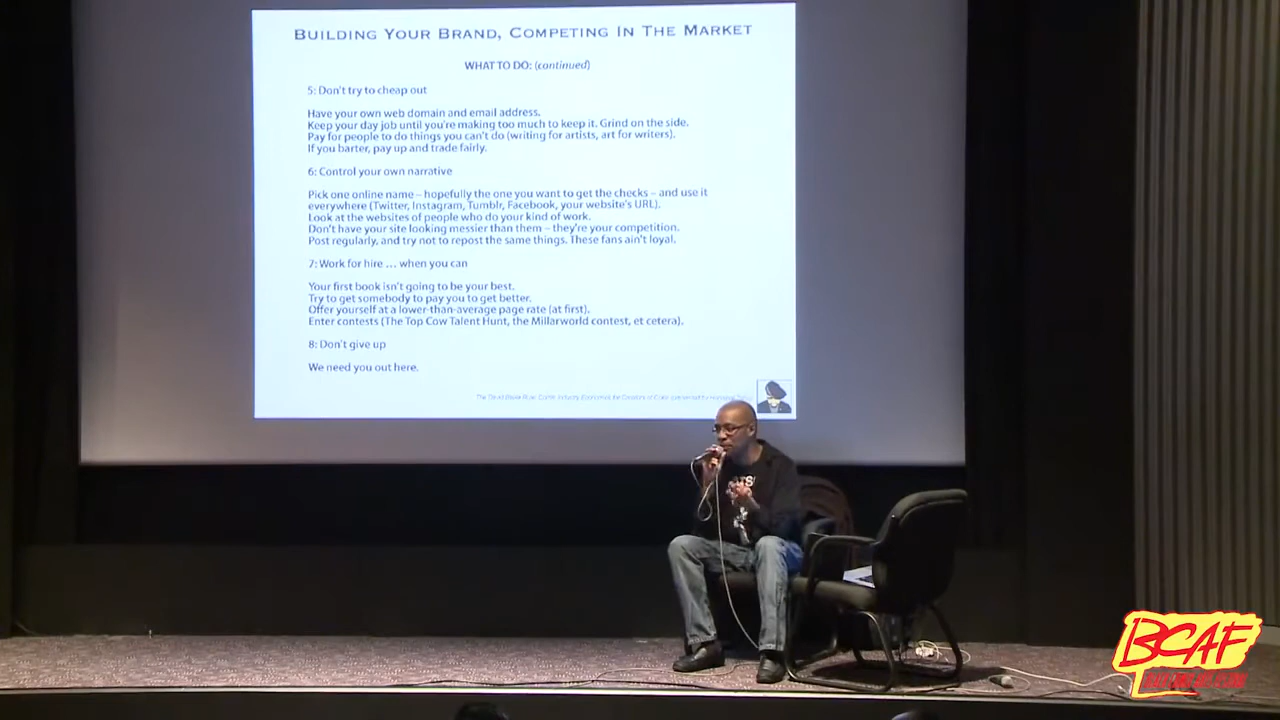 BUILDING YOUR BRAND, COMPETING IN THE MARKET
WHAT TO DO: (continued)
5: Don't try to cheap out
Have your own web domain and email address.
Keep your day job until you're making too much to keep it. Grind on the side.
Pay for people to do things you can't do (writing for artists, art for writers).
If you barter, pay up and trade fairly.
6: Control your own narrative
Pick one online name – hopefully the one you want to get the checks – and use it
everywhere (Twitter, Instagram, Tumblr, Facebook, your website's URL).
Look at the websites of people who do your kind of work.
Don't have your site looking messier than them – they're your competition.
Post regularly, and try not to repost the same things. These fans ain't loyal.
7: Work for hire ... when you can
Your first book isn't going to be your best.
Try to get somebody to pay you to get better.
Offer yourself at a lower-than-average page rate (at first).
Enter contests (The Top Cow Talent Hunt, the Millarworld contest, et cetera).
8: Don't give up
We need you out here.
BCAF